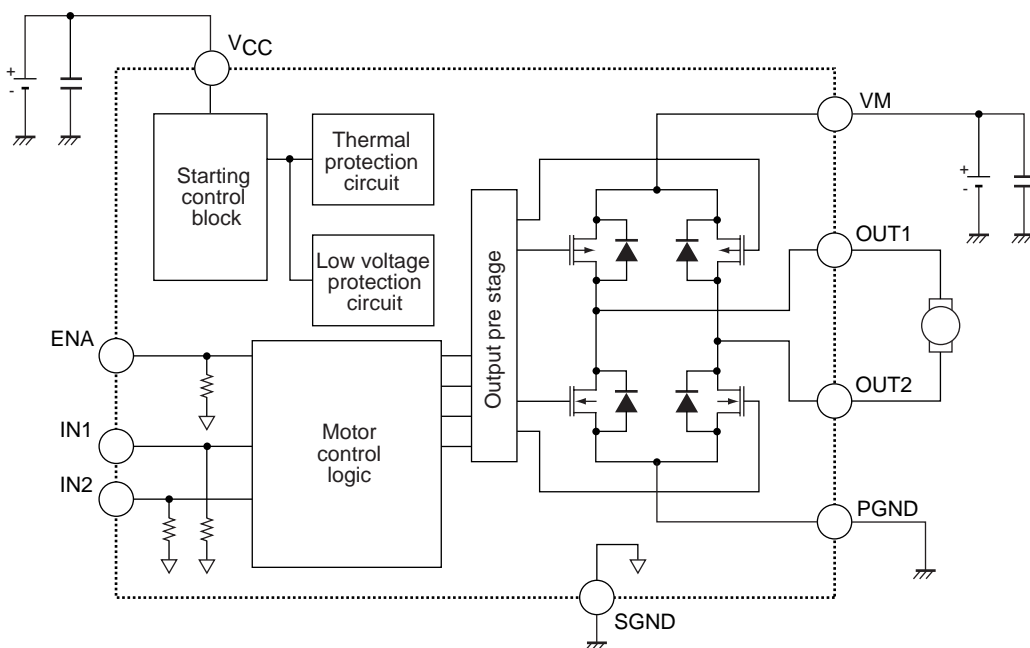 VCC
+
-
VM
Starting
control
block
Thermal
protection
circuit
Low voltage
protection
circuit
+
-
Output pre stage
OUT1
OUT2
ENA
IN1
IN2
Motor
control
logic
PGND
SGND